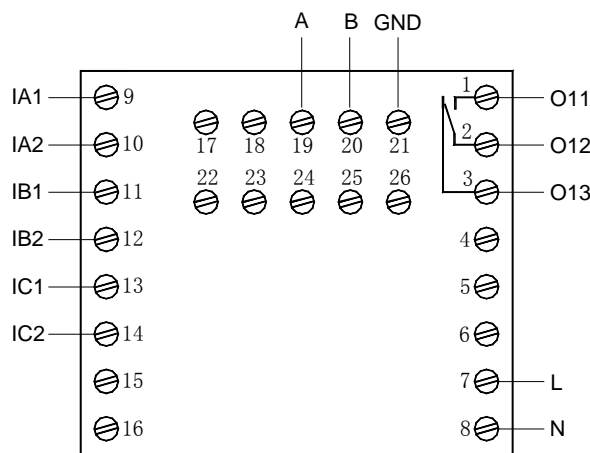 A B GND
IA1 9 1 O11
17 18 19 20 21
IA2 10 2 O12
22 23 24 25 26
IB1 11 3 O13
IB2 12 4
IC1 13 5
IC2 14 6
15 7 L
16 8 N